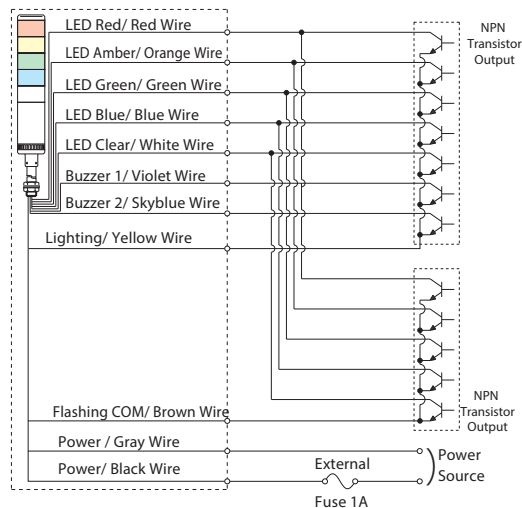 LED Red/ Red Wire
LED Amber/ Orange Wire
LED Green/ Green Wire
LED Blue/ Blue Wire
LED Clear/ White Wire
Buzzer 1/ Violet Wire
Buzzer 2/ Skyblue Wire
Lighting/ Yellow Wire
NPN
Transistor
Output
Flashing COM/ Brown Wire
Power / Gray Wire
Power/ Black Wire
NPN
Transistor
Output
External
Fuse 1A
Power
Source